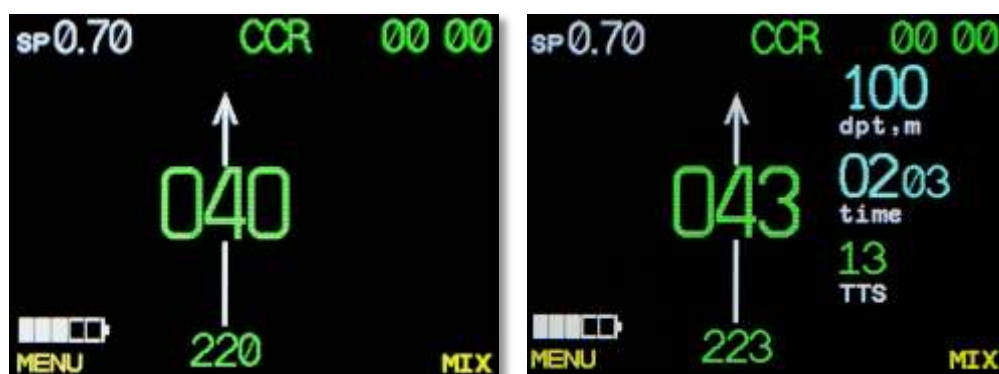 SP0.70 CCR 00 00
040
220
MENU MIX
SP0.70 CCR 00 00
100
dpt,m
043
0203
time
13
TTS
223
MENU MIX